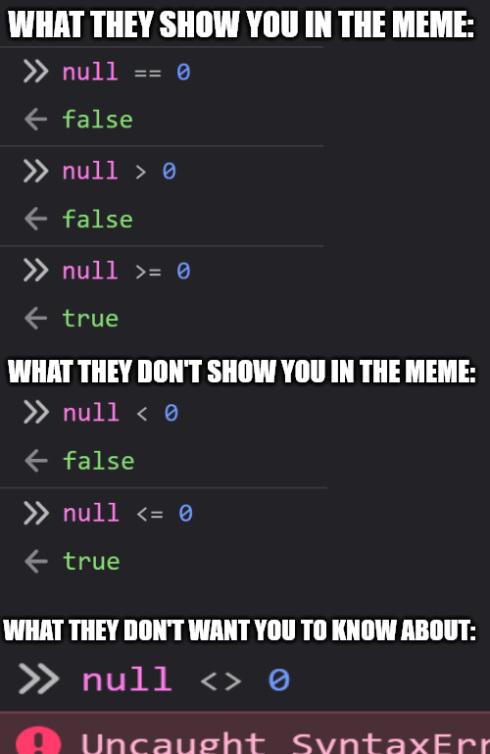 WHAT THEY SHOW YOU IN THE MEME:
>> null == 0
← false
>> null > 0
← false
>> null >= 0
← true
WHAT THEY DON'T SHOW YOU IN THE MEME:
>> null < 0
← false
>> null <= 0
← true
WHAT THEY DON'T WANT YOU TO KNOW ABOUT:
>> null <> 0
! Uncaught SyntaxErr